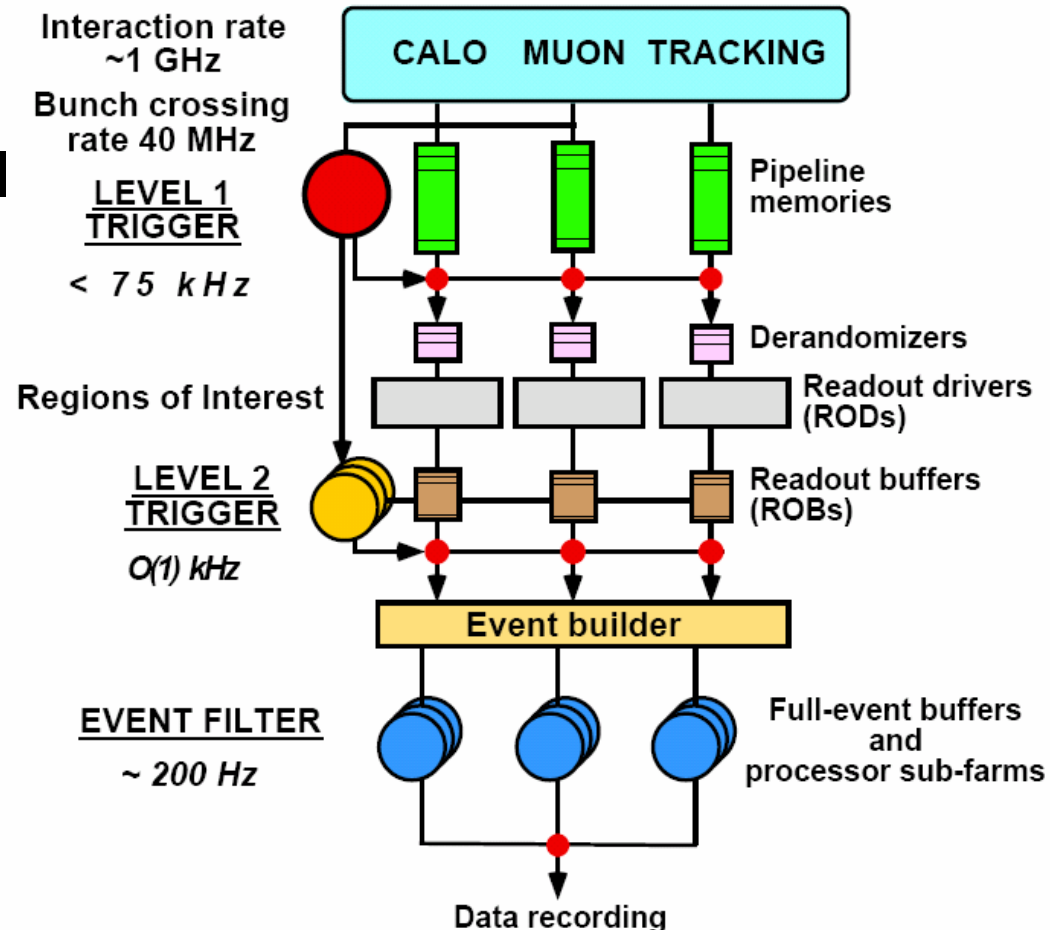 Interaction rate
~1 GHz
CALO MUON TRACKING
Bunch crossing
rate 40 MHz
LEVEL 1
TRIGGER
< 75 kHz
Pipeline
memories
Derandomizers
Regions of Interest
Readout drivers
(RODs)
LEVEL 2
TRIGGER
O(1) kHz
Readout buffers
(ROBs)
Event builder
EVENT FILTER
~ 200 Hz
Full-event buffers
and
processor sub-farms
Data recording